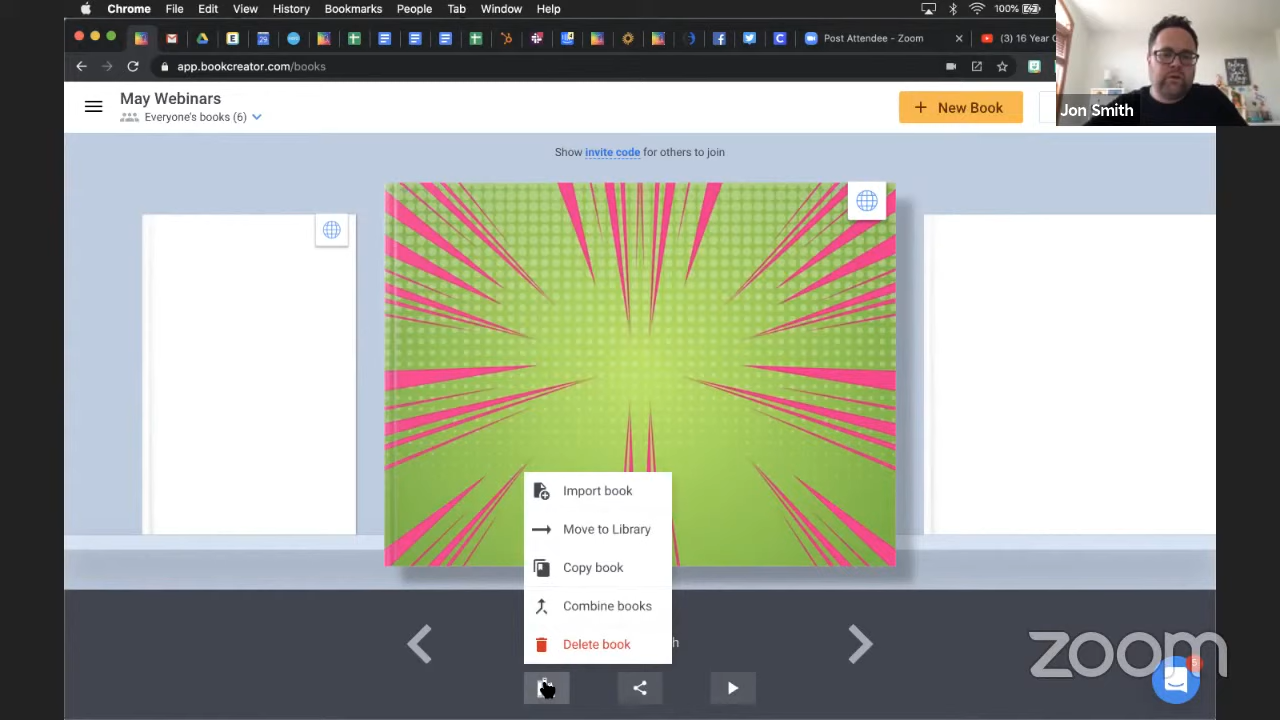 Chrome File Edit View History Bookmarks People Tab Window Help 100%
Post Attendee - Zoom
(3) 16 Year
app.bookcreator.com/books
Jon Smith
May Webinars
Everyone's books (6)
+ New Book
Show invite code for others to join
Import book
Move to Library
Copy book
Combine books
Delete book
h
zoom
5